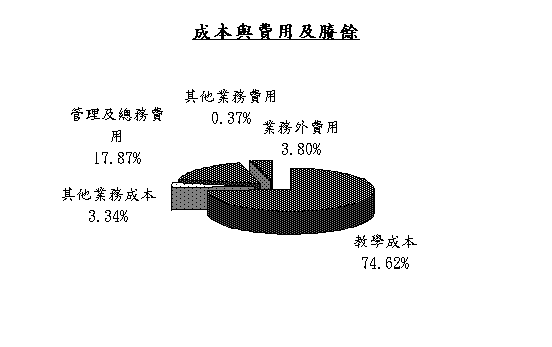 成本與費用及賸餘
其他業務費用
0.37%
管理及總務費
用
17.87%
業務外費用
3.80%
其他業務成本
3.34%
教學成本
74.62%